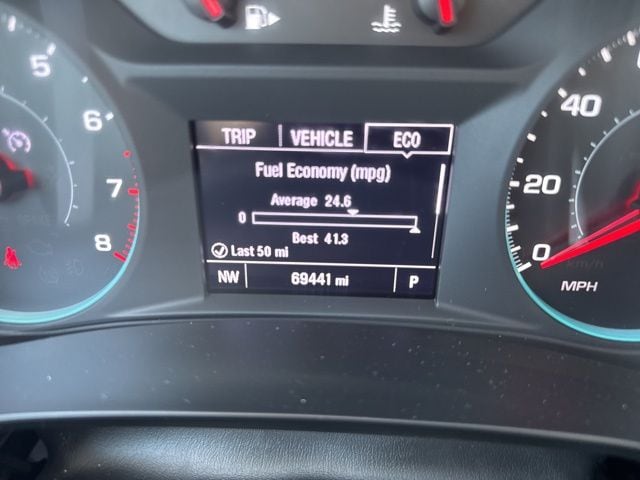 5
6
7
8
TRIP VEHICLE ECO
Fuel Economy (mpg)
Average 24.6
0
Best 41.3
Last 50 mi
NW 69441 mi P
40
20
0
km/h
MPH